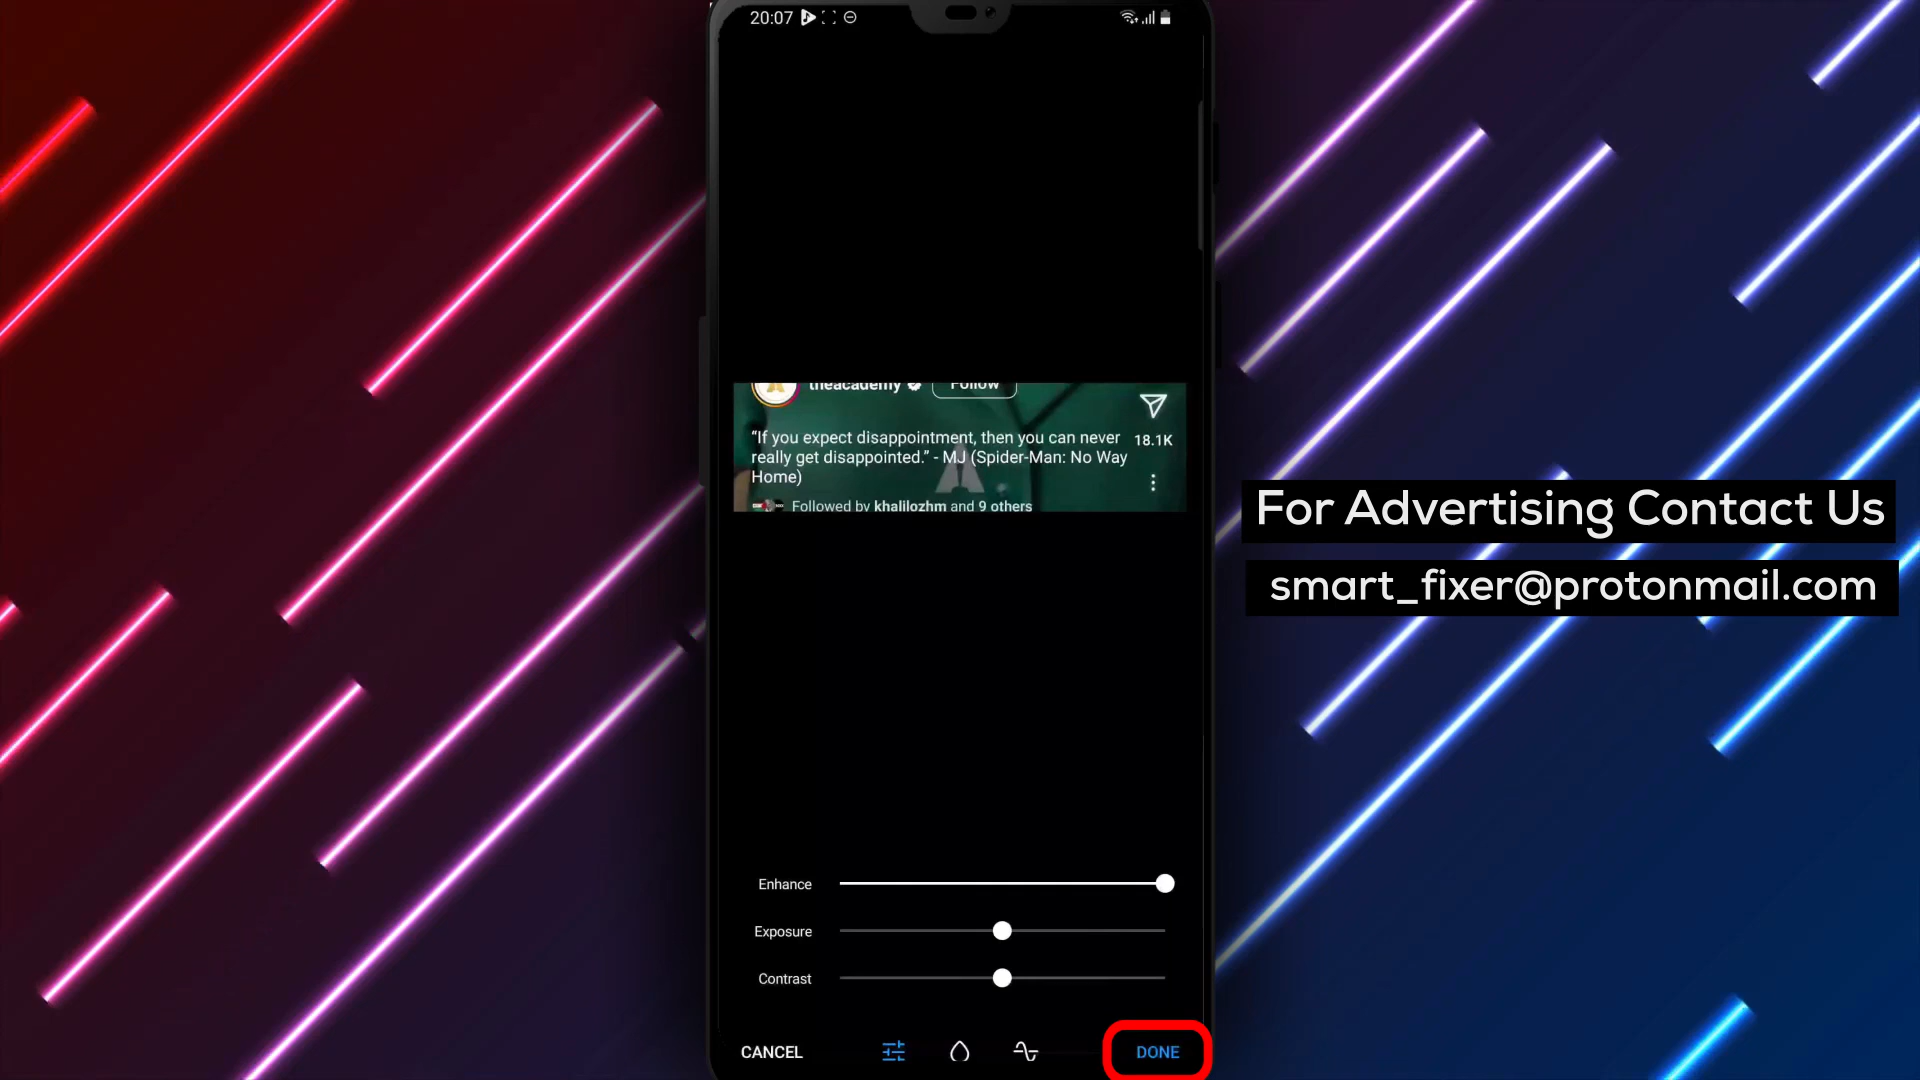 20:07
theacademy Follow
“If you expect disappointment, then you can never
really get disappointed.” - MJ (Spider-Man: No Way
Home)
18.1K
Followed by khalilozhm and 9 others
For Advertising Contact Us
smart_fixer@protonmail.com
Enhance
Exposure
Contrast
CANCEL
DONE